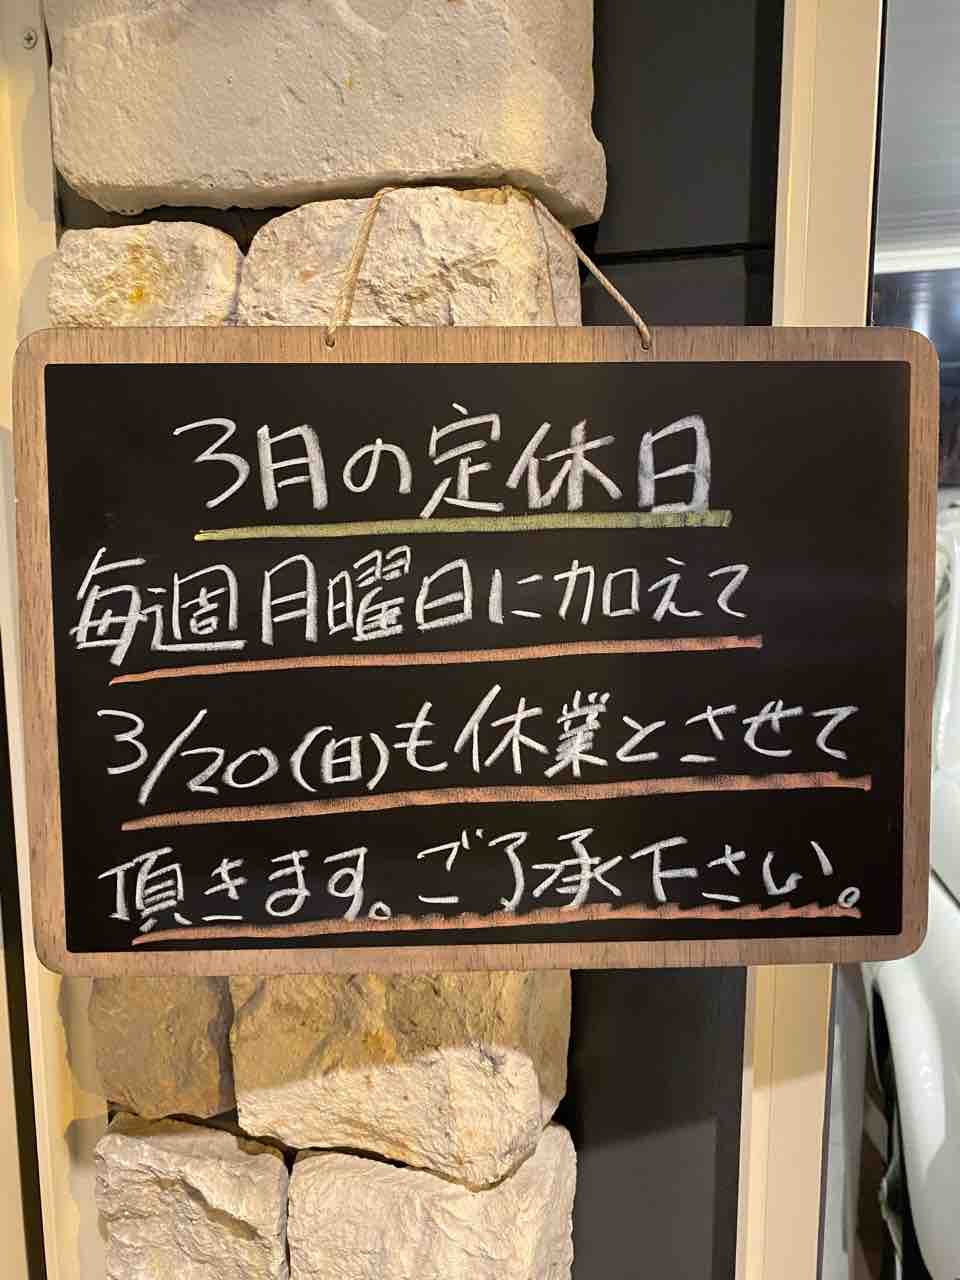 3月の定休日
毎週月曜日に加えて
3/20(日)も休業とさせて
頂きます。ご了承下さい。